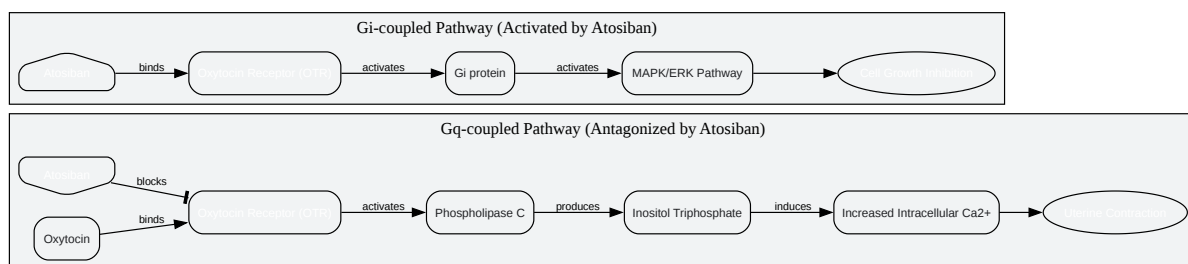 Gi-coupled Pathway (Activated by Atosiban)
Atosiban
binds
Oxytocin Receptor (OTR)
activates
Gi protein
activates
MAPK/ERK Pathway
Cell Growth Inhibition
Gq-coupled Pathway (Antagonized by Atosiban)
Atosiban
blocks
Oxytocin
binds
Oxytocin Receptor (OTR)
activates
Phospholipase C
produces
Inositol Triphosphate
induces
Increased Intracellular Ca2+
Uterine Contraction